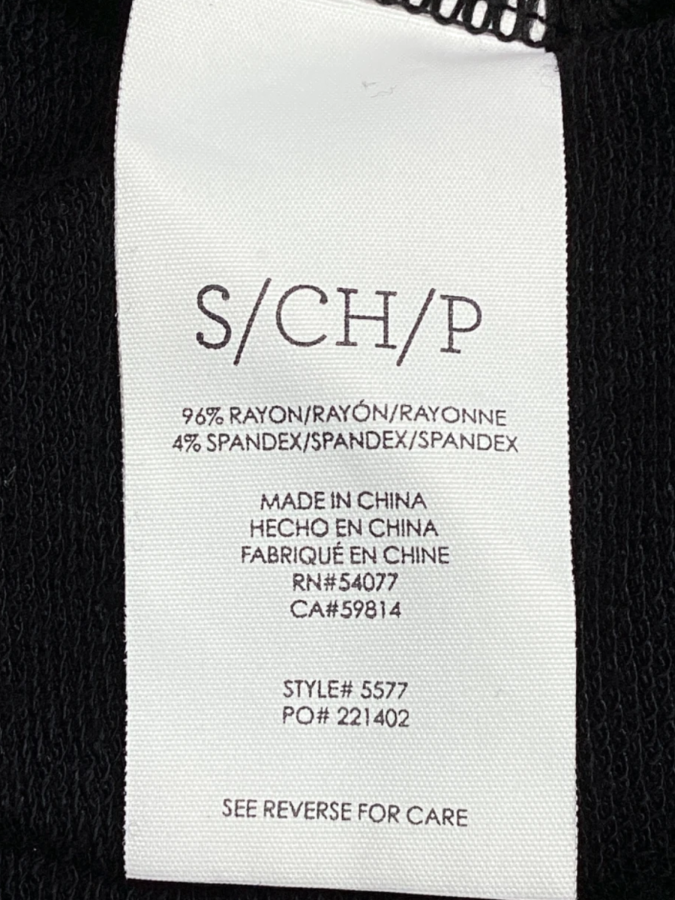 S/CH/P
96% RAYON/RAYÓN/RAYONNE
4% SPANDEX/SPANDEX/SPANDEX
MADE IN CHINA
HECHO EN CHINA
FABRIQUÉ EN CHINE
RN#54077
CA#59814
STYLE# 5577
PO# 221402
SEE REVERSE FOR CARE